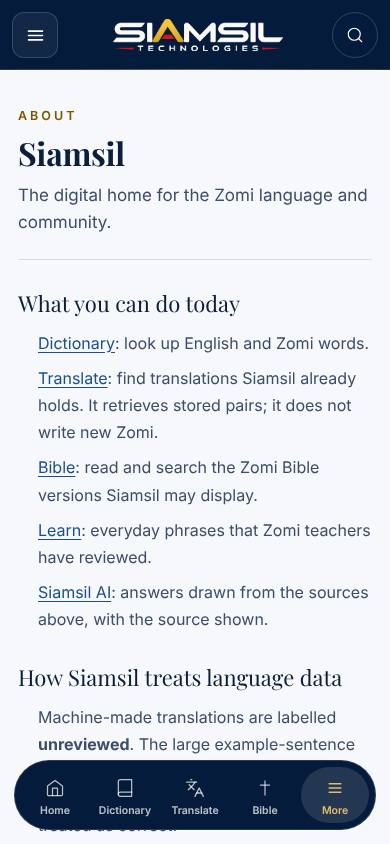 SIAMSIL
TECHNOLOGIES
ABOUT
Siamsil
The digital home for the Zomi language and
community.
What you can do today
Dictionary: look up English and Zomi words.
Translate: find translations Siamsil already
holds. It retrieves stored pairs; it does not
write new Zomi.
Bible: read and search the Zomi Bible
versions Siamsil may display.
Learn: everyday phrases that Zomi teachers
have reviewed.
Siamsil AI: answers drawn from the sources
above, with the source shown.
How Siamsil treats language data
Machine-made translations are labelled
unreviewed. The large example-sentence
Home
Dictionary
Translate
Bible
More